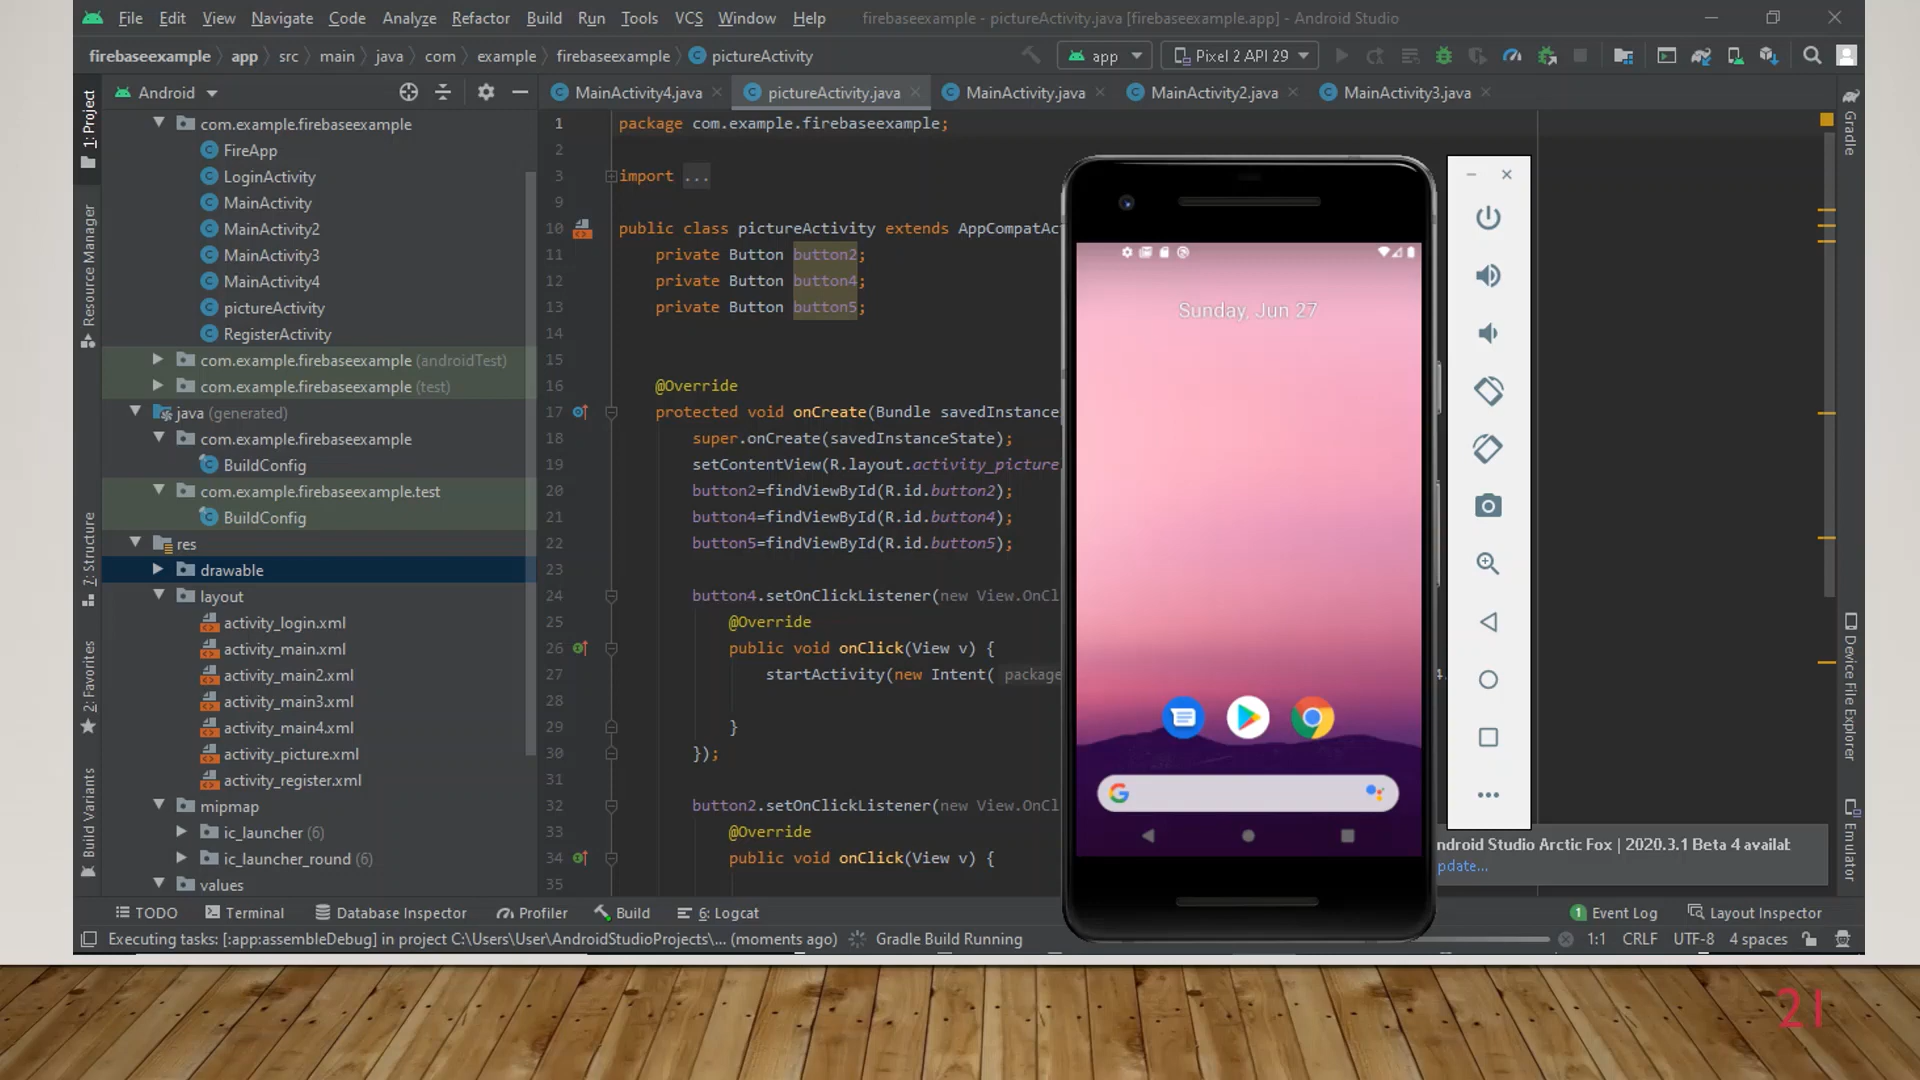 File Edit View Navigate Code Analyze Refactor Build Run Tools VCS Window Help firebaseexample - pictureActivity.java [firebaseexample.app] - Android Studio
firebaseexample app src main java com example firebaseexample pictureActivity app Pixel 2 API 29
Android MainActivity4.java pictureActivity.java MainActivity.java MainActivity2.java MainActivity3.java
1: Project
Resource Manager
7: Structure
2: Favorites
Build Variants
com.example.firebaseexample
FireApp
LoginActivity
MainActivity
MainActivity2
MainActivity3
MainActivity4
pictureActivity
RegisterActivity
com.example.firebaseexample (androidTest)
com.example.firebaseexample (test)
java (generated)
com.example.firebaseexample
BuildConfig
com.example.firebaseexample.test
BuildConfig
res
drawable
layout
activity_login.xml
activity_main.xml
activity_main2.xml
activity_main3.xml
activity_main4.xml
activity_picture.xml
activity_register.xml
mipmap
ic_launcher (6)
ic_launcher_round (6)
values
1 package com.example.firebaseexample;
2
3 import ...
9
10 public class pictureActivity extends AppCompatAct
11 private Button button2;
12 private Button button4;
13 private Button button5;
14
15
16 @Override
17 protected void onCreate(Bundle savedInstance
18 super.onCreate(savedInstanceState);
19 setContentView(R.layout.activity_picture
20 button2=findViewById(R.id.button2);
21 button4=findViewById(R.id.button4);
22 button5=findViewById(R.id.button5);
23
24 button4.setOnClickListener(new View.OnCl
25 @Override
26 public void onClick(View v) {
27 startActivity(new Intent( package 4.
28
29 }
30 });
31
32 button2.setOnClickListener(new View.OnCl
33 @Override
34 public void onClick(View v) {
35
Sunday, Jun 27
Gradle
Device File Explorer
Emulator
ndroid Studio Arctic Fox | 2020.3.1 Beta 4 availat
pdate...
TODO Terminal Database Inspector Profiler Build 6: Logcat 1 Event Log Layout Inspector
Executing tasks: [:app:assembleDebug] in project C:\Users\User\AndroidStudioProjects\... (moments ago) Gradle Build Running 1:1 CRLF UTF-8 4 spaces
21